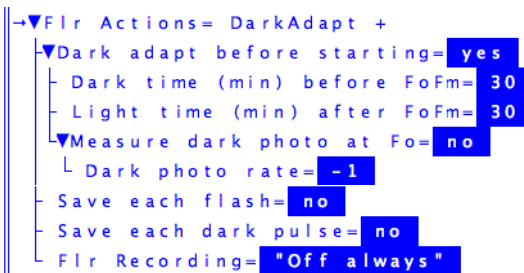 →▼Flr Actions= DarkAdapt +
▼Dark adapt before starting= yes
Dark time (min) before FoFm= 30
Light time (min) after FoFm= 30
▼Measure dark photo at Fo= no
Dark photo rate= -1
Save each flash= no
Save each dark pulse= no
Flr Recording= "Off always"